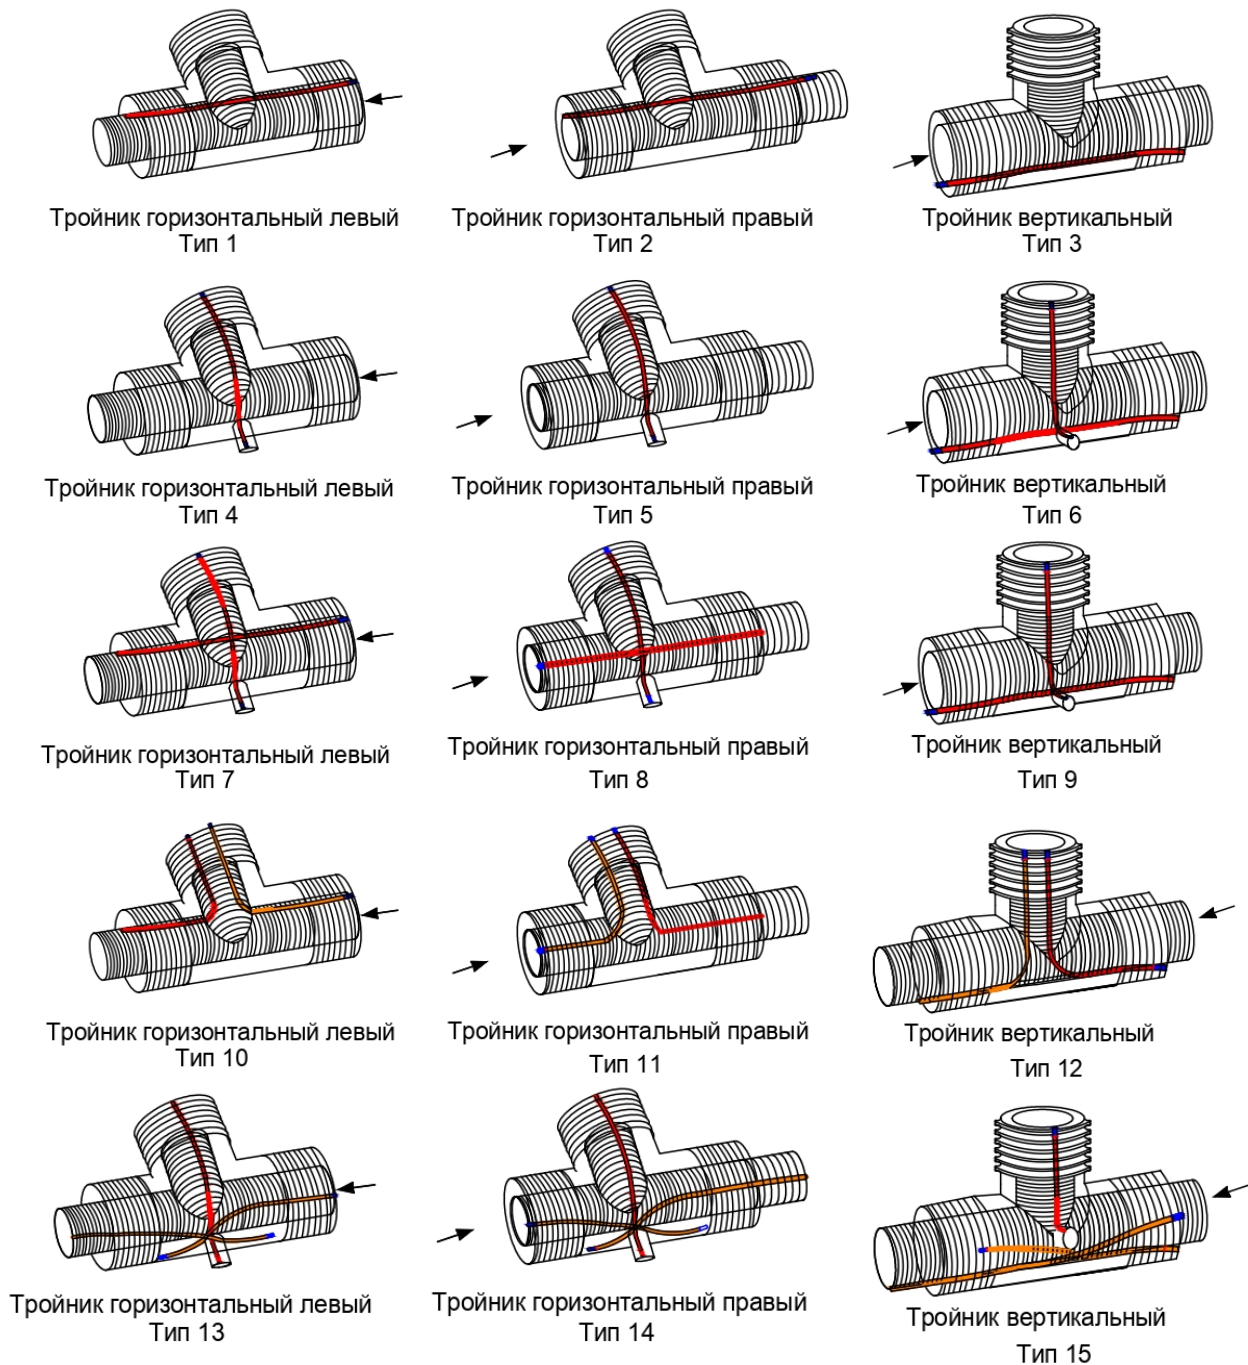 Тройник горизонтальный левый
Тип 1
Тройник горизонтальный правый
Тип 2
Тройник вертикальный
Тип 3
Тройник горизонтальный левый
Тип 4
Тройник горизонтальный правый
Тип 5
Тройник вертикальный
Тип 6
Тройник горизонтальный левый
Тип 7
Тройник горизонтальный правый
Тип 8
Тройник вертикальный
Тип 9
Тройник горизонтальный левый
Тип 10
Тройник горизонтальный правый
Тип 11
Тройник вертикальный
Тип 12
Тройник горизонтальный левый
Тип 13
Тройник горизонтальный правый
Тип 14
Тройник вертикальный
Тип 15